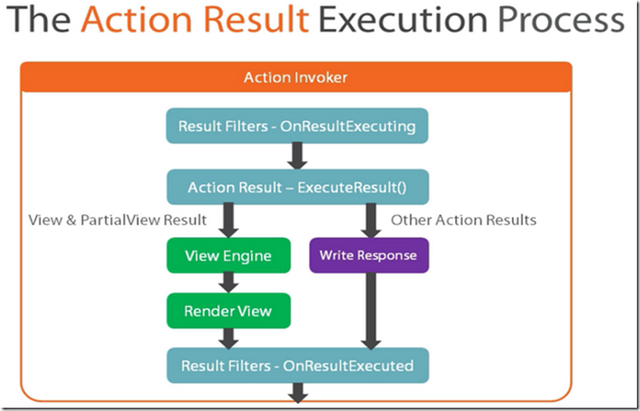 The Action Result Execution Process
Action Invoker
Result Filters - OnResultExecuting
Action Result – ExecuteResult()
View & PartialView Result
Other Action Results
View Engine
Write Response
Render View
Result Filters - OnResultExecuted